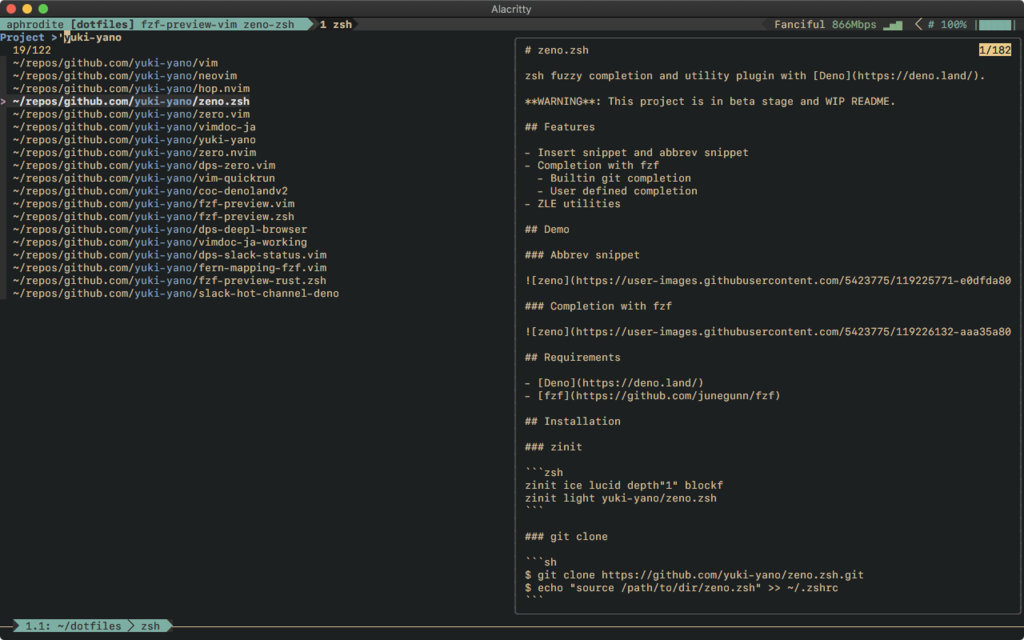 Alacritty
aphrodite [dotfiles] fzf-preview-vim zeno-zsh 1 zsh
Fanciful 866Mbps # 100%
Project >'yuki-yano
19/122
~/repos/github.com/yuki-yano/vim
~/repos/github.com/yuki-yano/neovim
~/repos/github.com/yuki-yano/hop.nvim
> ~/repos/github.com/yuki-yano/zeno.zsh
~/repos/github.com/yuki-yano/zero.vim
~/repos/github.com/yuki-yano/vimdoc-ja
~/repos/github.com/yuki-yano/yuki-yano
~/repos/github.com/yuki-yano/zero.nvim
~/repos/github.com/yuki-yano/dps-zero.vim
~/repos/github.com/yuki-yano/vim-quickrun
~/repos/github.com/yuki-yano/coc-denolandv2
~/repos/github.com/yuki-yano/fzf-preview.vim
~/repos/github.com/yuki-yano/fzf-preview.zsh
~/repos/github.com/yuki-yano/dps-deepl-browser
~/repos/github.com/yuki-yano/vimdoc-ja-working
~/repos/github.com/yuki-yano/dps-slack-status.vim
~/repos/github.com/yuki-yano/fern-mapping-fzf.vim
~/repos/github.com/yuki-yano/fzf-preview-rust.zsh
~/repos/github.com/yuki-yano/slack-hot-channel-deno
# zeno.zsh 1/182
zsh fuzzy completion and utility plugin with [Deno](https://deno.land/).
**WARNING**: This project is in beta stage and WIP README.
## Features
- Insert snippet and abbrev snippet
- Completion with fzf
  - Builtin git completion
  - User defined completion
- ZLE utilities
## Demo
### Abbrev snippet
![zeno](https://user-images.githubusercontent.com/5423775/119225771-e0dfda80
### Completion with fzf
![zeno](https://user-images.githubusercontent.com/5423775/119226132-aaa35a80
## Requirements
- [Deno](https://deno.land/)
- [fzf](https://github.com/junegunn/fzf)
## Installation
### zinit
```zsh
zinit ice lucid depth"1" blockf
zinit light yuki-yano/zeno.zsh
```
### git clone
```sh
$ git clone https://github.com/yuki-yano/zeno.zsh.git
$ echo "source /path/to/dir/zeno.zsh" >> ~/.zshrc
```
1.1: ~/dotfiles zsh